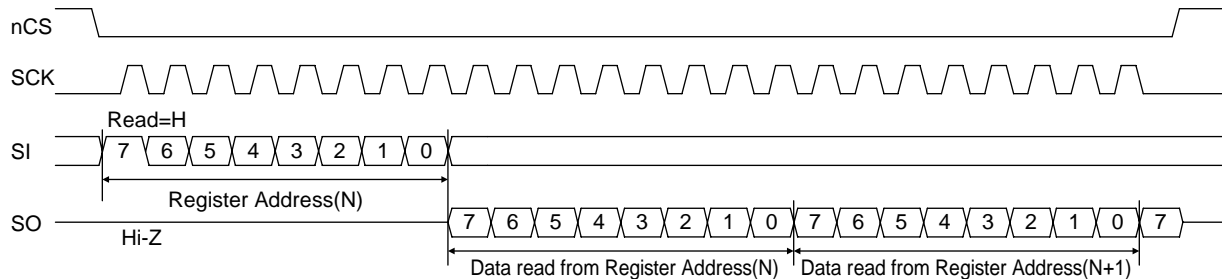 nCS
SCK
Read=H
SI 7 6 5 4 3 2 1 0
Register Address(N)
SO 7 6 5 4 3 2 1 0 7 6 5 4 3 2 1 0 7
Hi-Z
Data read from Register Address(N) Data read from Register Address(N+1)